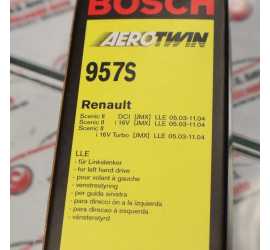 BOSCH
AEROTWIN
957S
Renault
Scenic II DCI [JMX] LLE 05.03-11.04
Scenic II i 16V [JMX] LLE 05.03-11.04
Scenic II
i 16V Turbo [JMX] LLE 05.03-11.04
LLE
- für Linkslenker
- for left hand drive
- pour volant à gauche
- venstrestyring
- per guida sinistra
- para dirección a la izquierda
- para direcção à esquerda
- vänsterstyrd